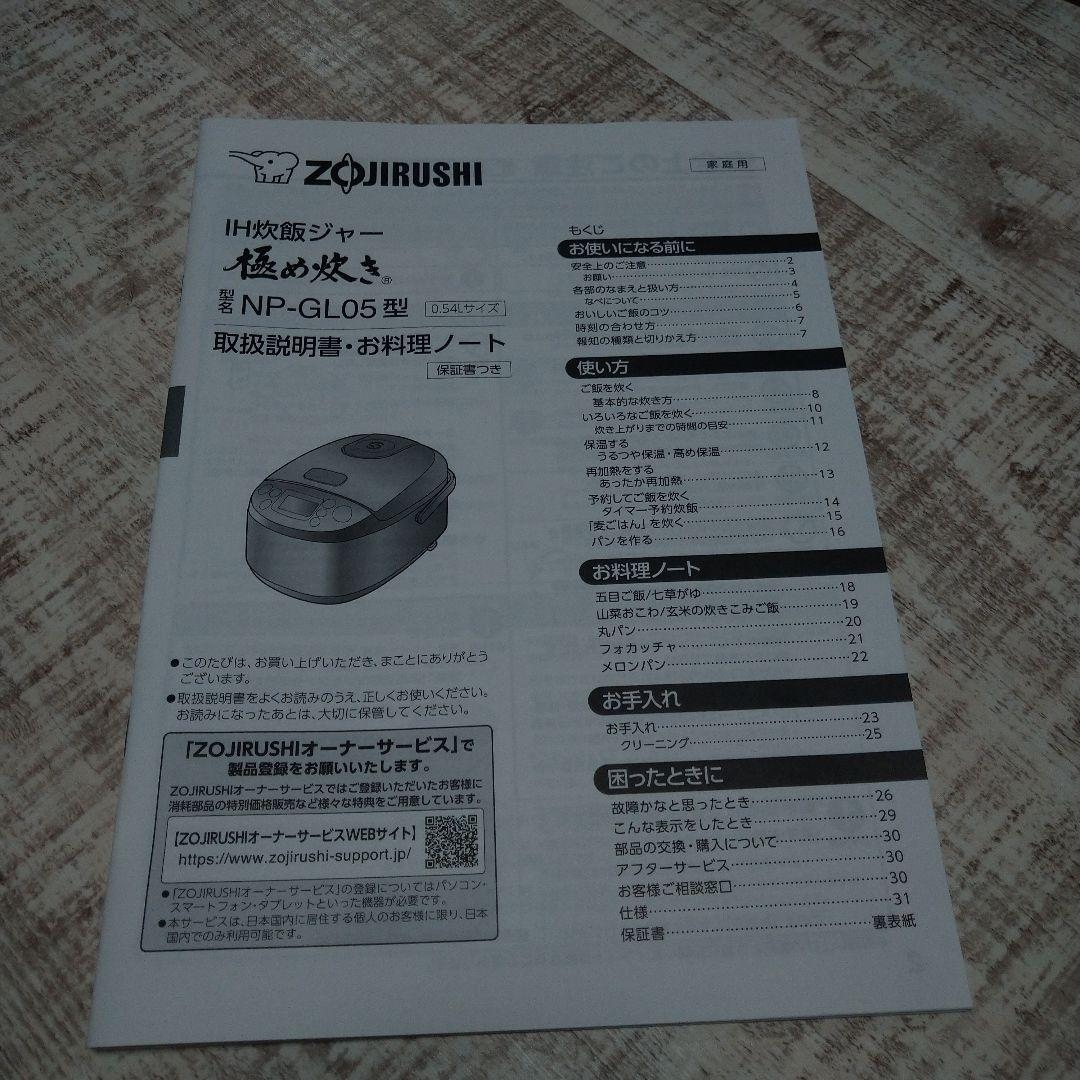 ZOJIRUSHI
家庭用
IH炊飯ジャー
極め炊き®
型名 NP-GL05型 0.54Lサイズ
取扱説明書・お料理ノート
保証書つき
●このたびは、お買い上げいただき、まことにありがとう
ございます。
●取扱説明書をよくお読みのうえ、正しくお使いください。
お読みになったあとは、大切に保管してください。
「ZOJIRUSHIオーナーサービス」で
製品登録をお願いいたします。
ZOJIRUSHIオーナーサービスではご登録いただいたお客様に
消耗部品の特別価格販売など様々な特典をご用意しています。
【ZOJIRUSHIオーナーサービスWEBサイト】
https://www.zojirushi-support.jp/
●「ZOJIRUSHIオーナーサービス」の登録についてはパソコン・
スマートフォン・タブレットといった機器が必要です。
●本サービスは、日本国内に居住する個人のお客様に限り、日本
国内でのみ利用可能です。
もくじ
お使いになる前に
安全上のご注意 2
お願い 3
各部のなまえと扱い方 4
なべについて 5
おいしいご飯のコツ 6
時刻の合わせ方 7
報知の種類と切りかえ方 7
使い方
ご飯を炊く
基本的な炊き方 8
いろいろなご飯を炊く 10
炊き上がりまでの時間の目安 11
保温する
うるつや保温・高め保温 12
再加熱をする
あったか再加熱 13
予約してご飯を炊く
タイマー予約炊飯 14
「麦ごはん」を炊く 15
パンを作る 16
お料理ノート
五目ご飯/七草がゆ 18
山菜おこわ/玄米の炊きこみご飯 19
丸パン 20
フォカッチャ 21
メロンパン 22
お手入れ
お手入れ 23
クリーニング 25
困ったときに
故障かなと思ったとき 26
こんな表示をしたとき 29
部品の交換・購入について 30
アフターサービス 30
お客様ご相談窓口 30
仕様 31
保証書 裏表紙